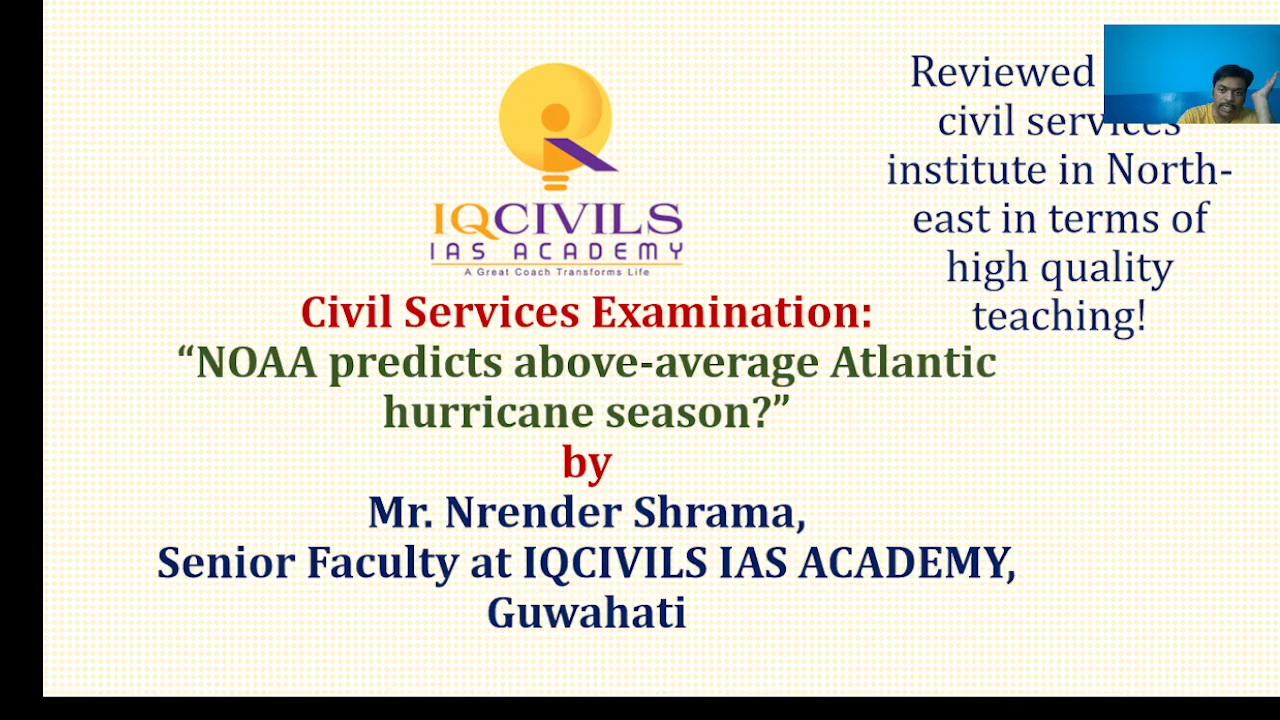 IQCIVILS
IAS ACADEMY
A Great Coach Transforms Life
Reviewed
civil services
institute in North-
east in terms of
high quality
teaching!
Civil Services Examination:
“NOAA predicts above-average Atlantic
hurricane season?”
by
Mr. Nrender Shrama,
Senior Faculty at IQCIVILS IAS ACADEMY,
Guwahati